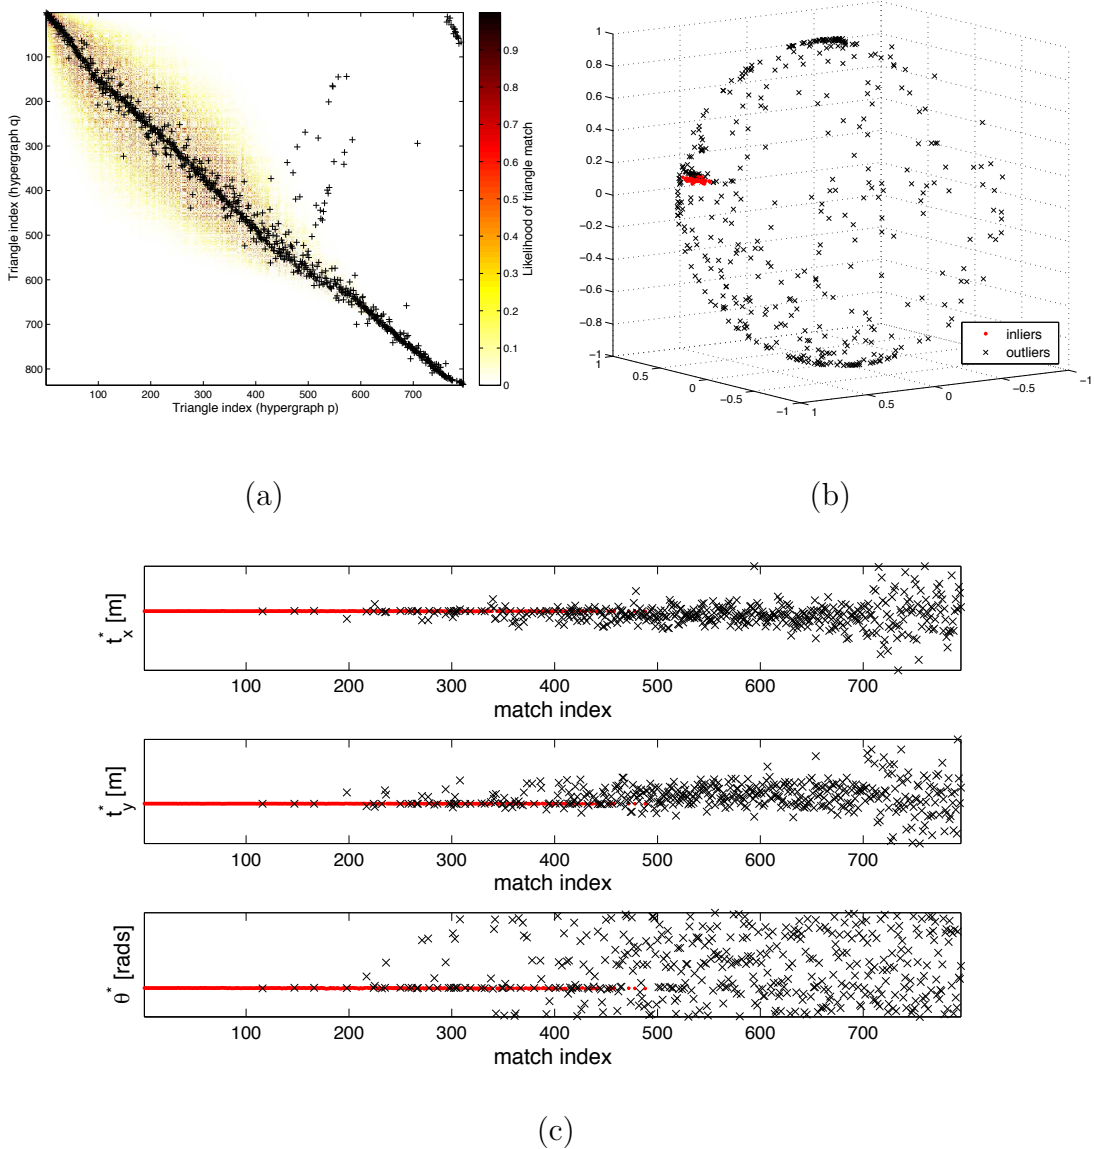 100
200
300
400
500
600
700
800
Triangle index (hypergraph q)
100 200 300 400 500 600 700
Triangle index (hypergraph p)
0.9
0.8
0.7
0.6
0.5
0.4
0.3
0.2
0.1
0
Likelihood of triangle match
(a)
1
0.8
0.6
0.4
0.2
0
−0.2
−0.4
−0.6
−0.8
−1
0.5 0 −0.5 −1
1 0.5 0 −0.5 −1
inliers
outliers
(b)
t*x [m]
100 200 300 400 500 600 700
match index
t*y [m]
100 200 300 400 500 600 700
match index
θ* [rads]
100 200 300 400 500 600 700
match index
(c)